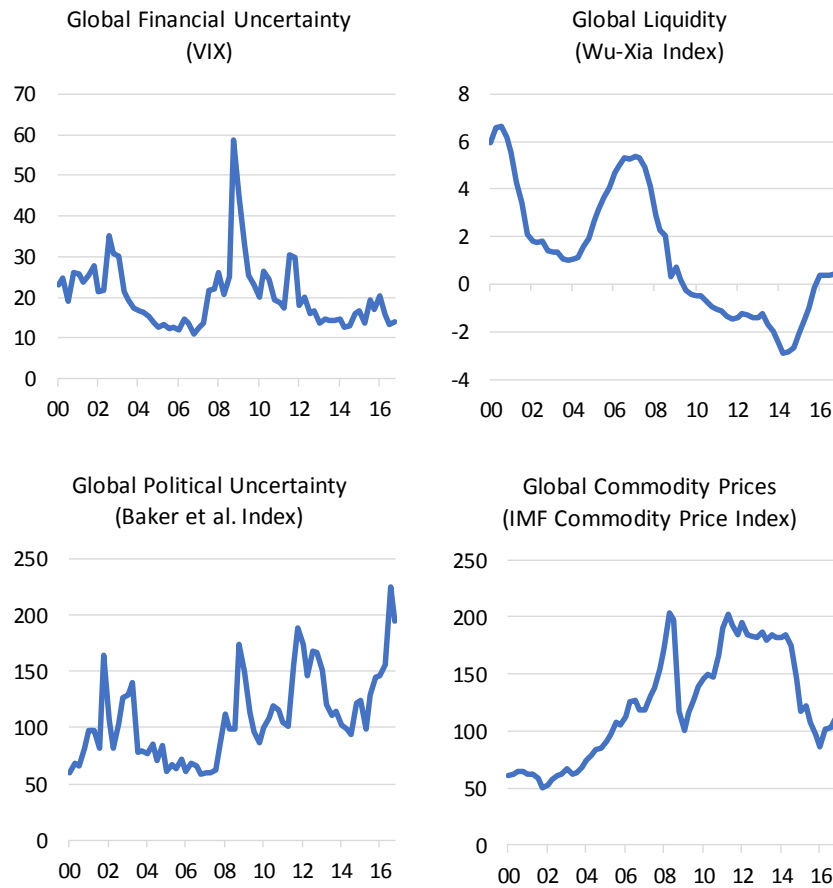 Global Financial Uncertainty
(VIX)
70
60
50
40
30
20
10
0
00 02 04 06 08 10 12 14 16
Global Liquidity
(Wu-Xia Index)
8
6
4
2
0
-2
-4
00 02 04 06 08 10 12 14 16
Global Political Uncertainty
(Baker et al. Index)
250
200
150
100
50
0
00 02 04 06 08 10 12 14 16
Global Commodity Prices
(IMF Commodity Price Index)
250
200
150
100
50
0
00 02 04 06 08 10 12 14 16